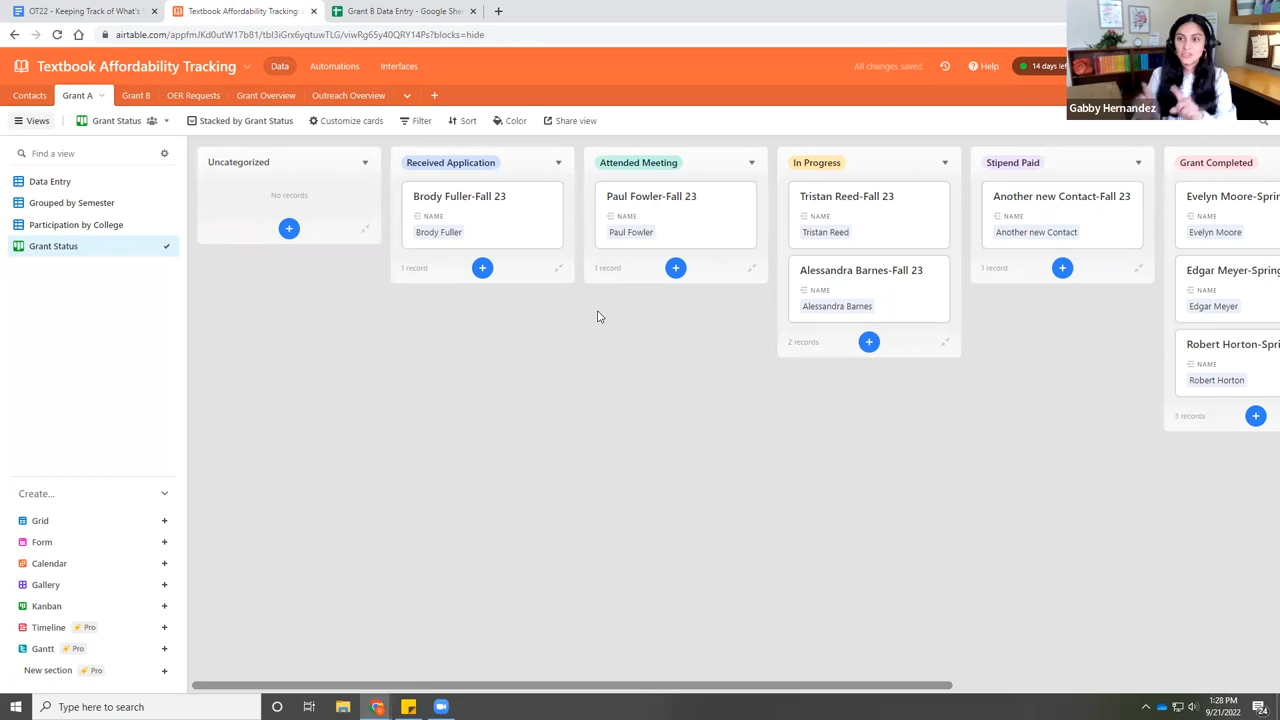 OT22 - Keeping Track of What's
Textbook Affordability Tracking:
Grant B Data Entry - Google She
airtable.com/appfmJKd0utW17b81/tbl3iGrx6yqtuwTLG/viwRg65y40QRY14Ps?blocks=hide
Textbook Affordability Tracking
Data
Automations
Interfaces
All changes saved
Help
14 days lef
Gabby Hernandez
Contacts
Grant A
Grant B
OER Requests
Grant Overview
Outreach Overview
Views
Grant Status
Stacked by Grant Status
Customize cards
Filter
Sort
Color
Share view
Find a view
Data Entry
Grouped by Semester
Participation by College
Grant Status
Create...
Grid
Form
Calendar
Gallery
Kanban
Timeline Pro
Gantt Pro
New section Pro
Uncategorized
No records
Received Application
Brody Fuller-Fall 23
NAME
Brody Fuller
1 record
Attended Meeting
Paul Fowler-Fall 23
NAME
Paul Fowler
1 record
In Progress
Tristan Reed-Fall 23
NAME
Tristan Reed
Alessandra Barnes-Fall 23
NAME
Alessandra Barnes
2 records
Stipend Paid
Another new Contact-Fall 23
NAME
Another new Contact
1 record
Grant Completed
Evelyn Moore-Sprin
NAME
Evelyn Moore
Edgar Meyer-Spring
NAME
Edgar Meyer
Robert Horton-Spri
NAME
Robert Horton
3 records
Type here to search
1:28 PM
9/21/2022
24